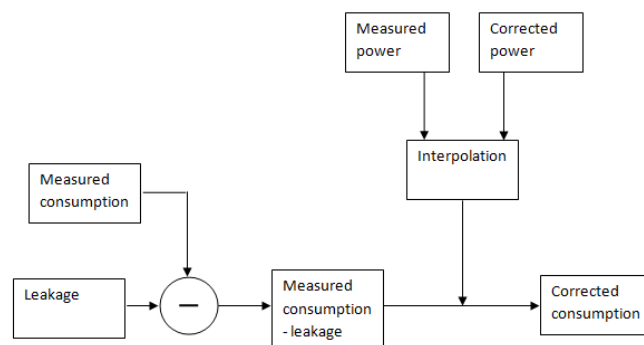 Measured
power
Corrected
power
Interpolation
Measured
consumption
Leakage
—
Measured
consumption
- leakage
Corrected
consumption